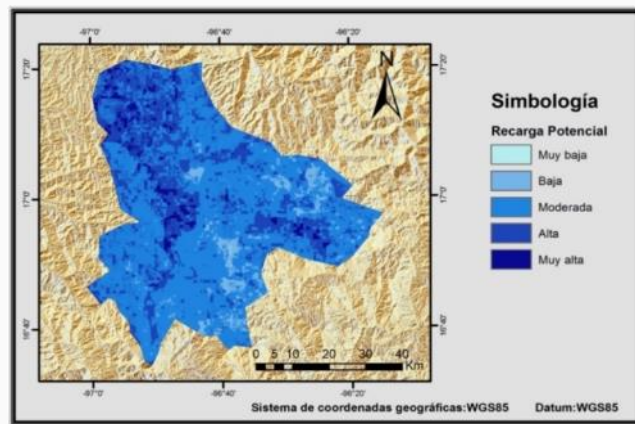 -97°0' -96°40' -96°20'
17°20' 17°20'
N
17°0' 17°0'
16°40' 16°40'
0 5 10 20 30 40
Km
-97°0' -96°40' -96°20'
Simbología
Recarga Potencial
Muy baja
Baja
Moderada
Alta
Muy alta
Sistema de coordenadas geográficas:WGS85 Datum:WGS85